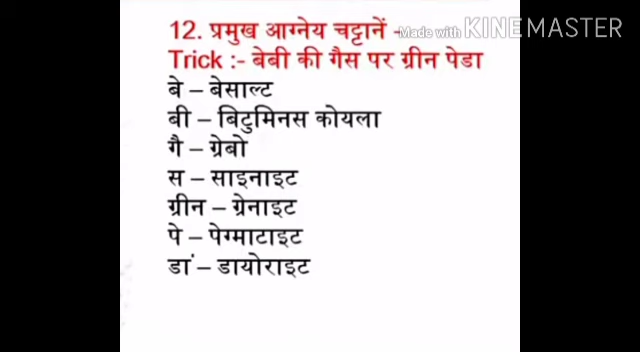 12. प्रमुख आग्नेय चट्टानें -
Made with KINEMASTER
Trick :- बेबी की गैस पर ग्रीन पेडा
बे – बेसाल्ट
बी – बिटुमिनस कोयला
गै – ग्रेबो
स – साइनाइट
ग्रीन – ग्रेनाइट
पे – पेग्माटाइट
डां – डायोराइट